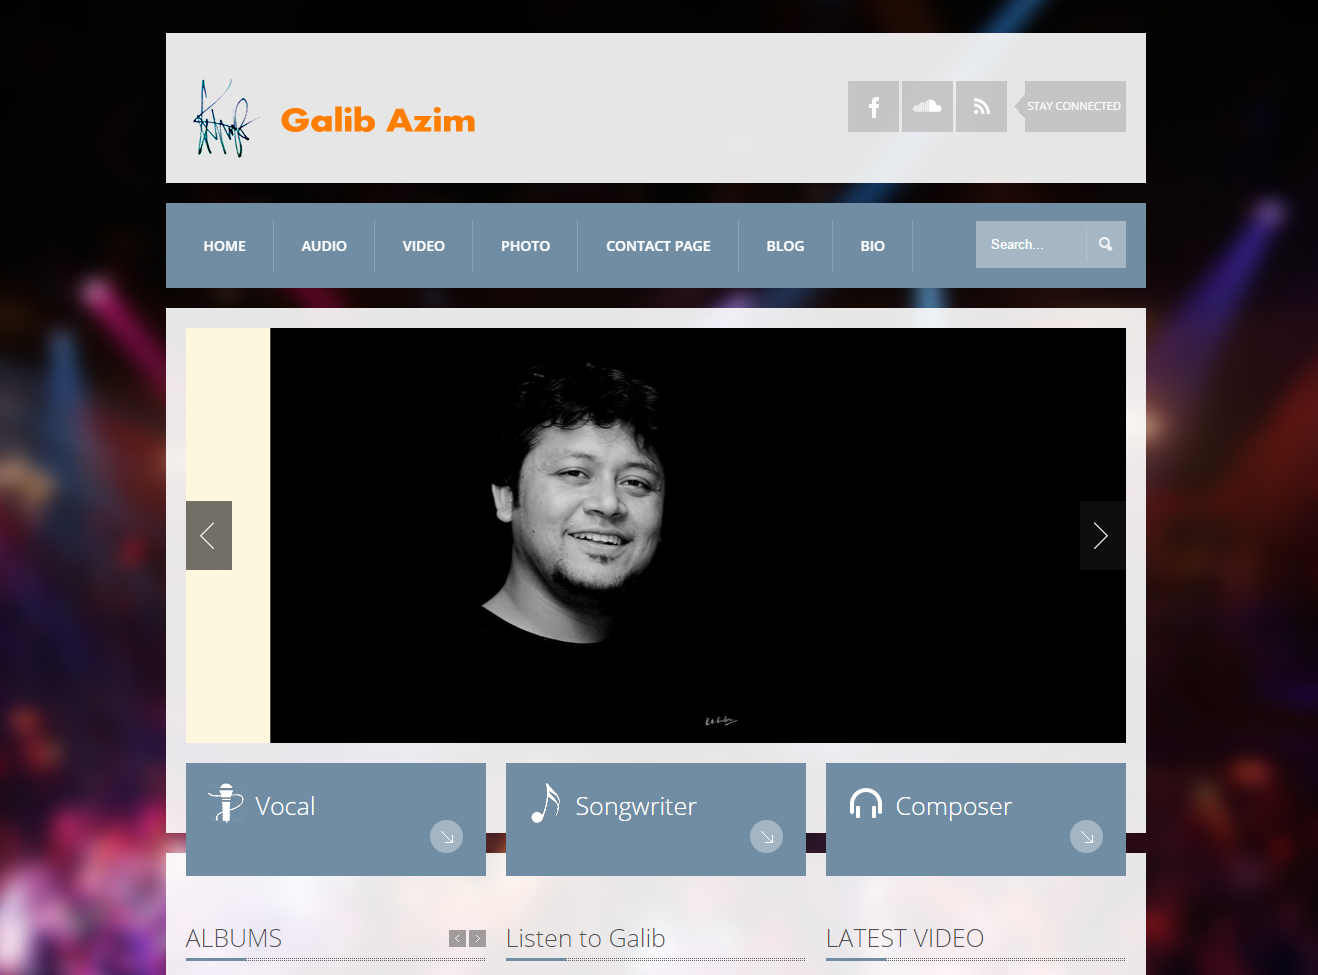 Galib Azim
STAY CONNECTED
HOME
AUDIO
VIDEO
PHOTO
CONTACT PAGE
BLOG
BIO
Search...
Vocal
Songwriter
Composer
ALBUMS
Listen to Galib
LATEST VIDEO